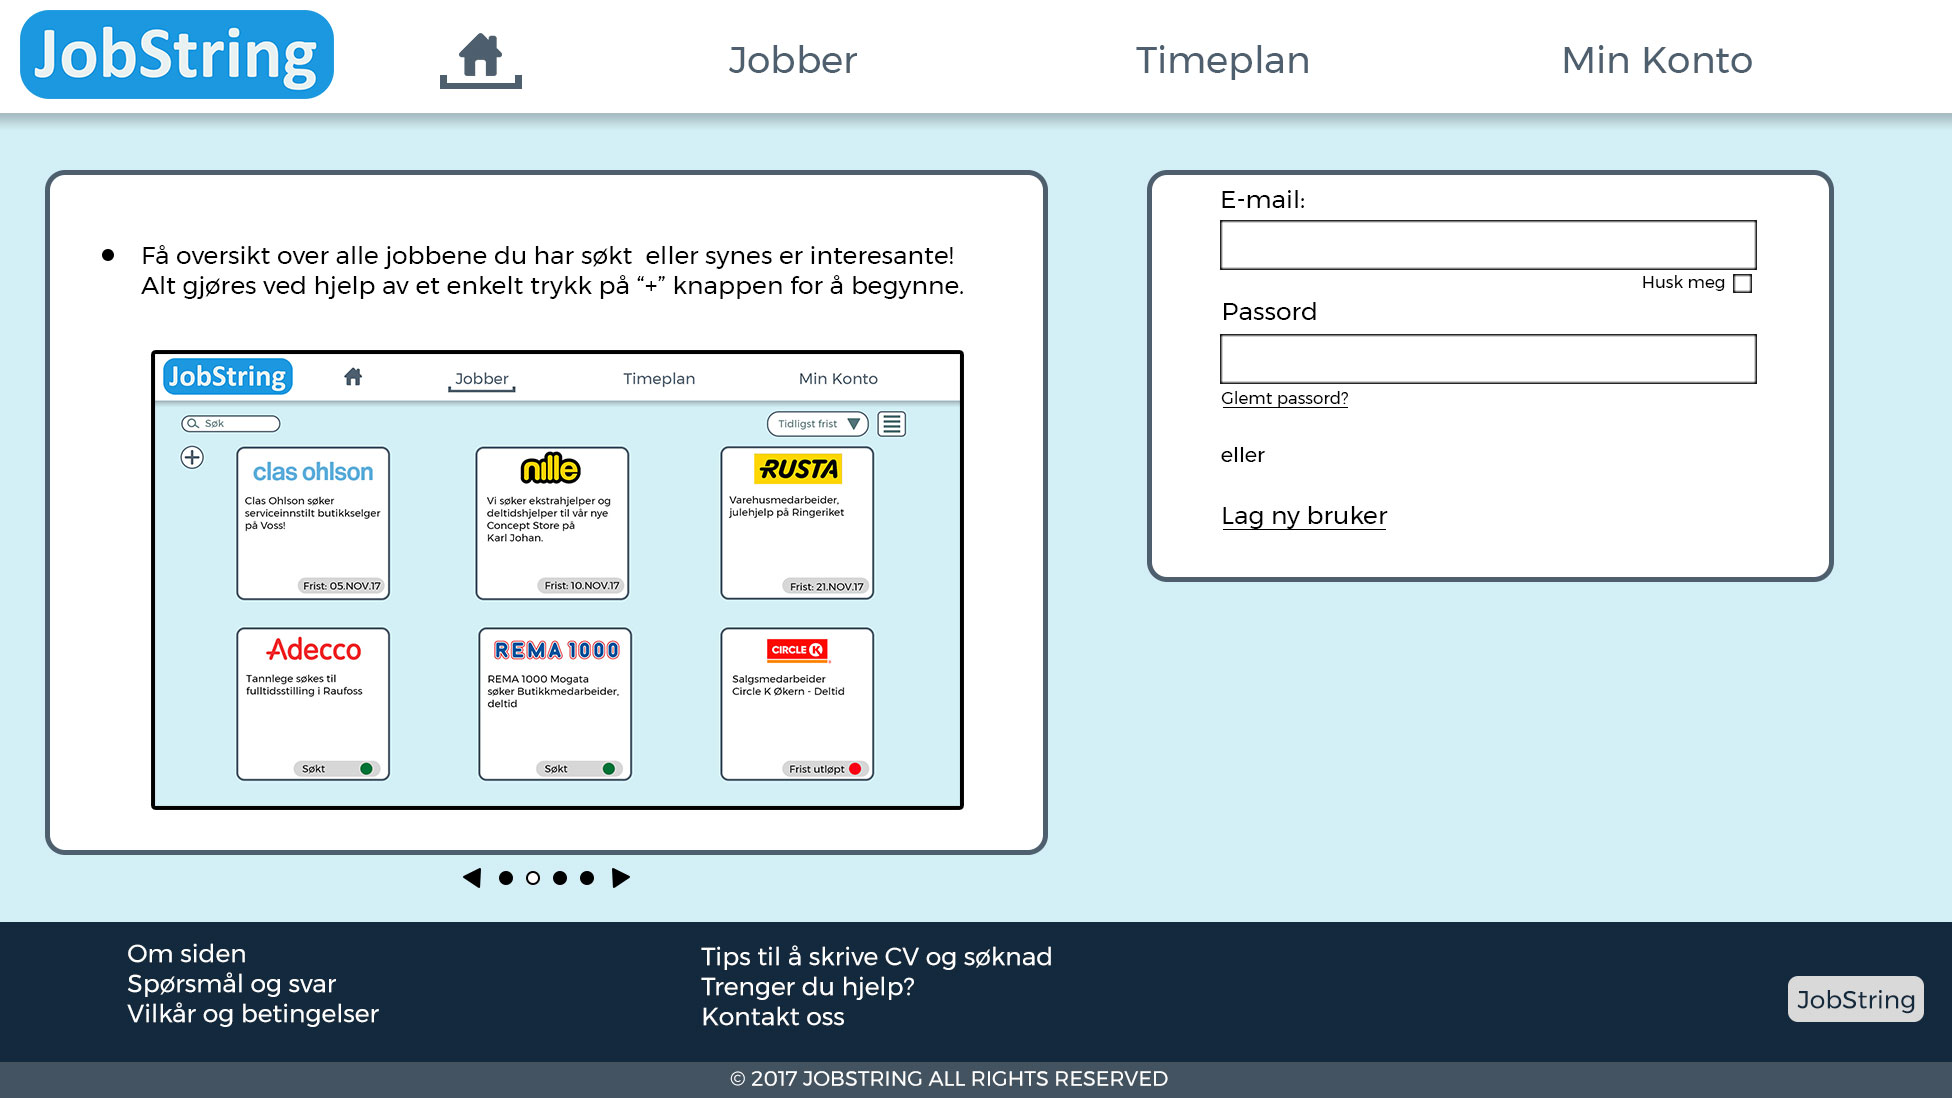 JobString
Jobber
Timeplan
Min Konto
Få oversikt over alle jobbene du har søkt eller synes er interesante!
Alt gjøres ved hjelp av et enkelt trykk på “+” knappen for å begynne.
JobString
Jobber
Timeplan
Min Konto
Søk
Tidligst frist
clas ohlson
Clas Ohlson søker
serviceinnstilt butikkselger
på Voss!
Frist: 05.NOV.17
nille
Vi søker ekstrahjelper og
deltidshjelper til vår nye
Concept Store på
Karl Johan.
Frist: 10.NOV.17
RUSTA
Varehusmedarbeider,
julehjelp på Ringeriket
Frist: 21.NOV.17
Adecco
Tannlege søkes til
fulltidsstilling i Raufoss
Søkt
REMA 1000
REMA 1000 Mogata
søker Butikkmedarbeider,
deltid
Søkt
CIRCLE K
Salgsmedarbeider
Circle K Økern - Deltid
Frist utløpt
E-mail:
Husk meg
Passord
Glemt passord?
eller
Lag ny bruker
Om siden
Spørsmål og svar
Vilkår og betingelser
Tips til å skrive CV og søknad
Trenger du hjelp?
Kontakt oss
JobString
© 2017 JOBSTRING ALL RIGHTS RESERVED